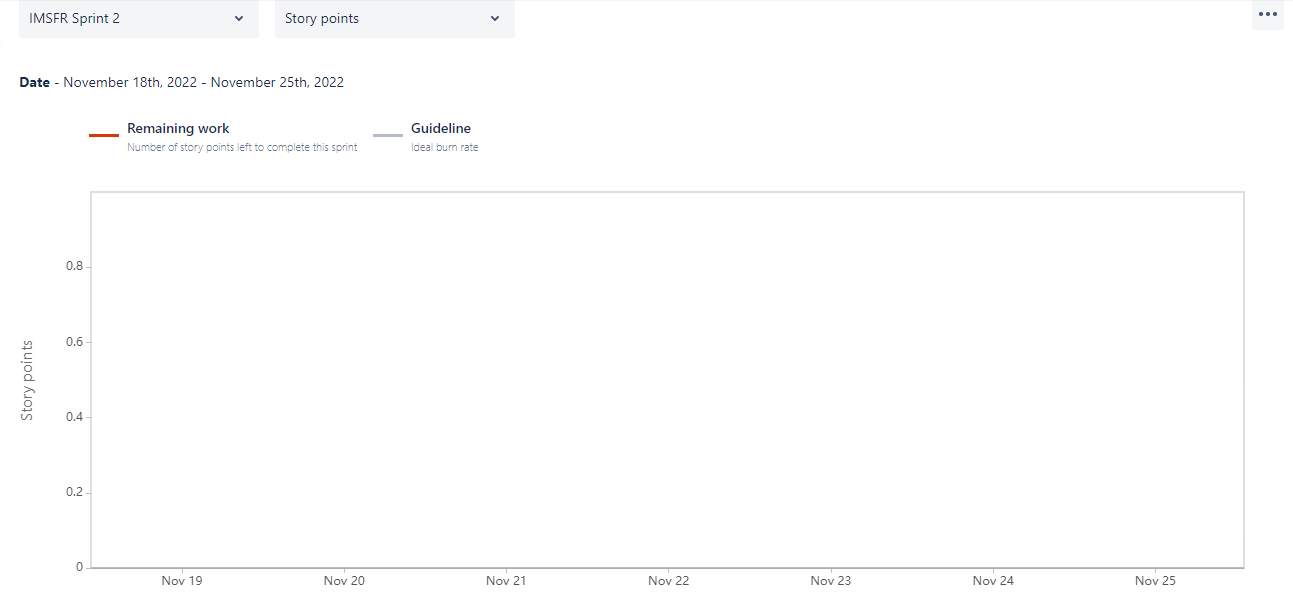 IMSFR Sprint 2
Story points
Date - November 18th, 2022 - November 25th, 2022
Remaining work
Number of story points left to complete this sprint
Guideline
Ideal burn rate
Story points
0.8
0.6
0.4
0.2
0
Nov 19
Nov 20
Nov 21
Nov 22
Nov 23
Nov 24
Nov 25